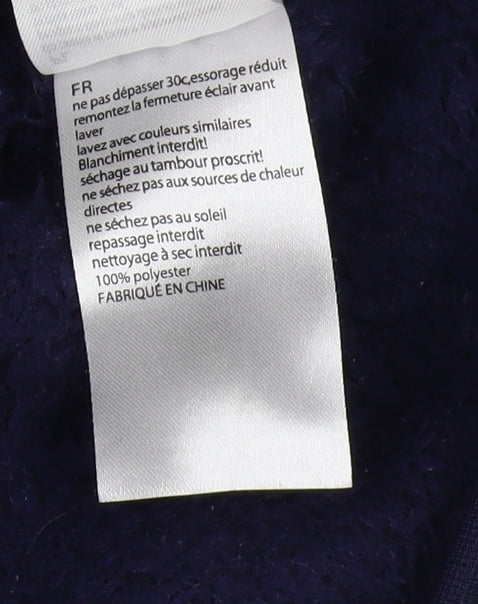 FR
ne pas dépasser 30c,essorage réduit
remontez la fermeture éclair avant
laver
lavez avec couleurs similaires
Blanchiment interdit!
séchage au tambour proscrit!
ne séchez pas aux sources de chaleur
directes
ne séchez pas au soleil
repassage interdit
nettoyage à sec interdit
100% polyester
FABRIQUÉ EN CHINE